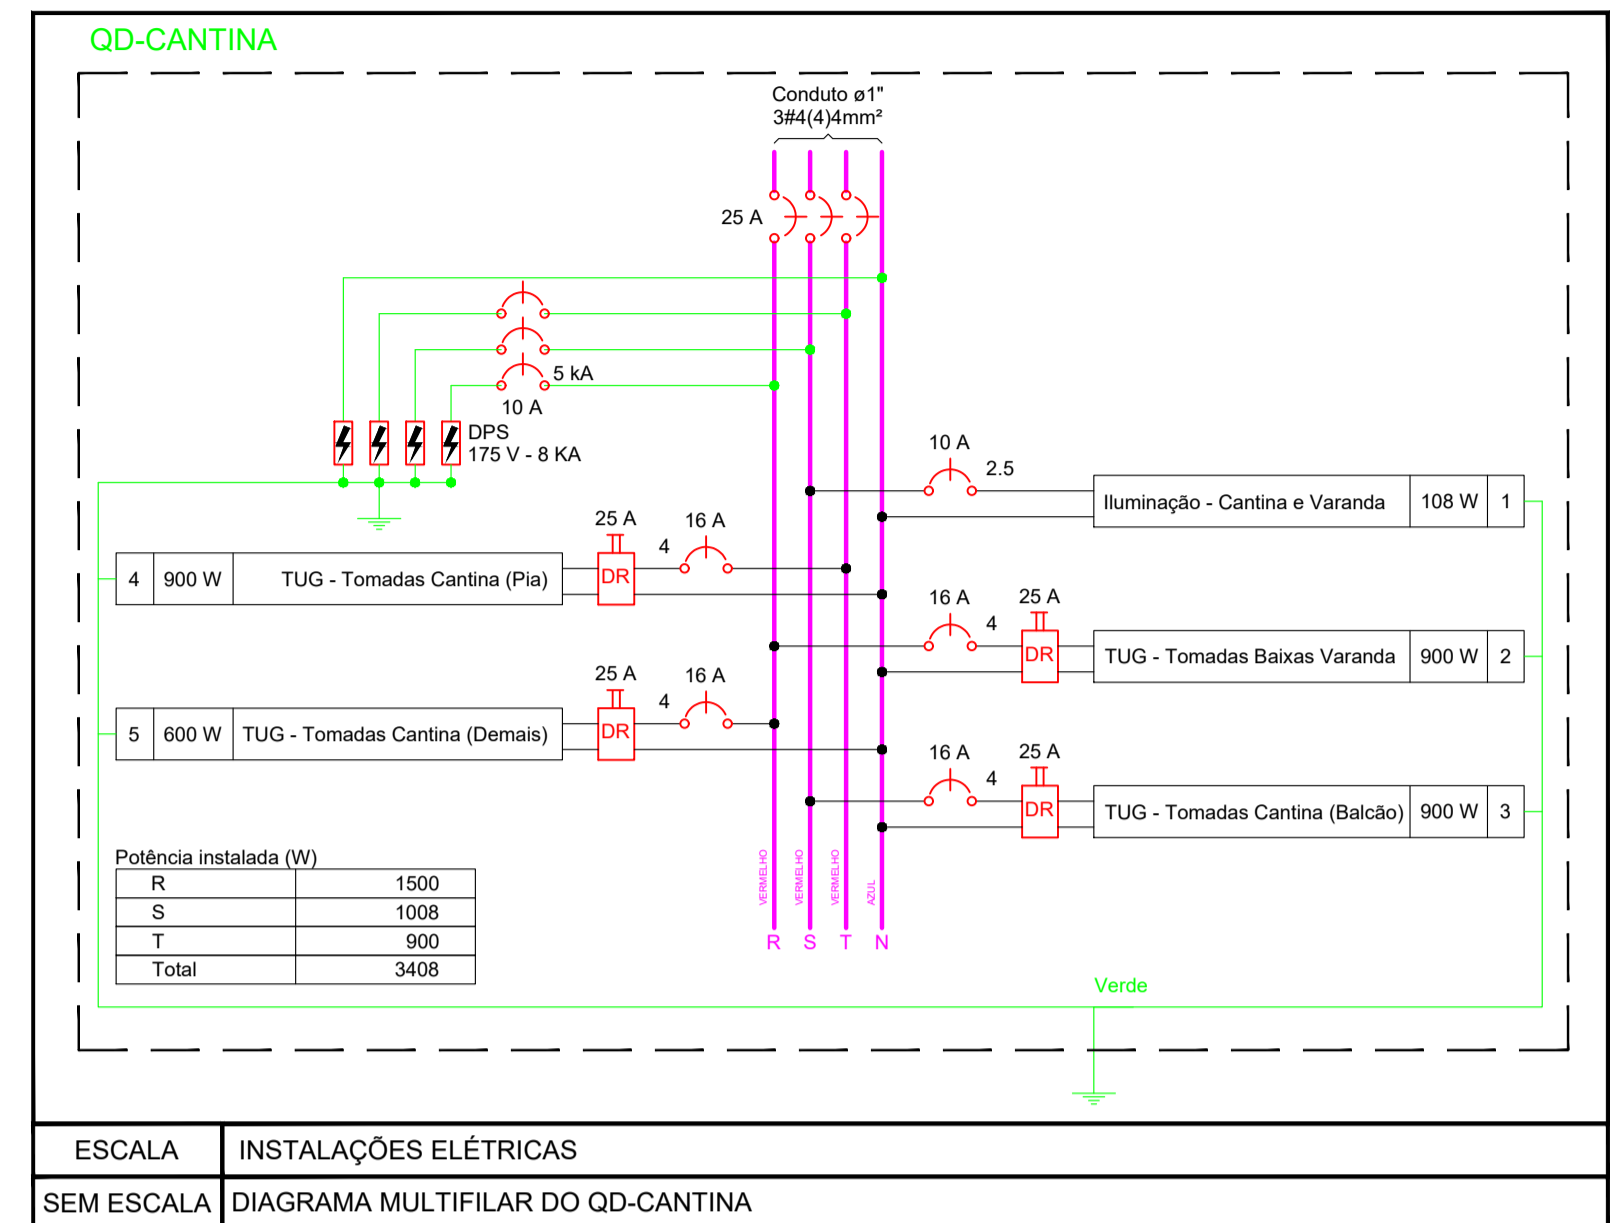 QD-CANTINA
Conduto ø1"
3#4(4)4mm²
25 A
5 kA
10 A
DPS
175 V - 8 KA
10 A
2.5
Iluminação - Cantina e Varanda 108 W 1
25 A
4
16 A
4 900 W TUG - Tomadas Cantina (Pia) DR
16 A
4
25 A
DR TUG - Tomadas Baixas Varanda 900 W 2
25 A
4
16 A
5 600 W TUG - Tomadas Cantina (Demais) DR
16 A
4
25 A
DR TUG - Tomadas Cantina (Balcão) 900 W 3
Potência instalada (W)
R 1500
S 1008
T 900
Total 3408
VERMELHO
VERMELHO
VERMELHO
AZUL
R S T N
Verde
ESCALA INSTALAÇÕES ELÉTRICAS
SEM ESCALA DIAGRAMA MULTIFILAR DO QD-CANTINA